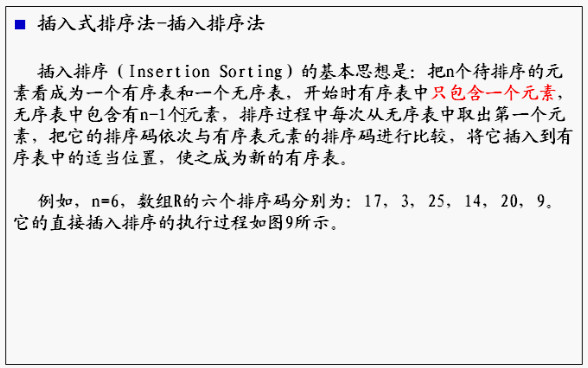 ■ 插入式排序法-插入排序法
插入排序（Insertion Sorting）的基本思想是：把n个待排序的元
素看成为一个有序表和一个无序表，开始时有序表中只包含一个元素，
无序表中包含有n-1个元素，排序过程中每次从无序表中取出第一个元
素，把它的排序码依次与有序表元素的排序码进行比较，将它插入到有
序表中的适当位置，使之成为新的有序表。
例如，n=6，数组R的六个排序码分别为：17，3，25，14，20，9。
它的直接插入排序的执行过程如图9所示。